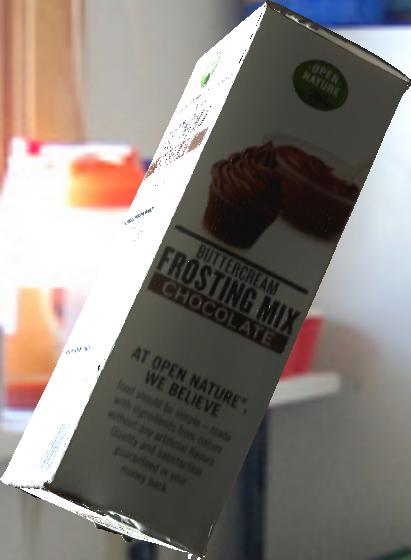 OPEN
NATURE
BUTTERCREAM
FROSTING MIX
CHOCOLATE
AT OPEN NATURE®,
WE BELIEVE
food should be simple – made
with ingredients from nature
without any artificial flavors.
Quality and satisfaction
guaranteed or your
money back